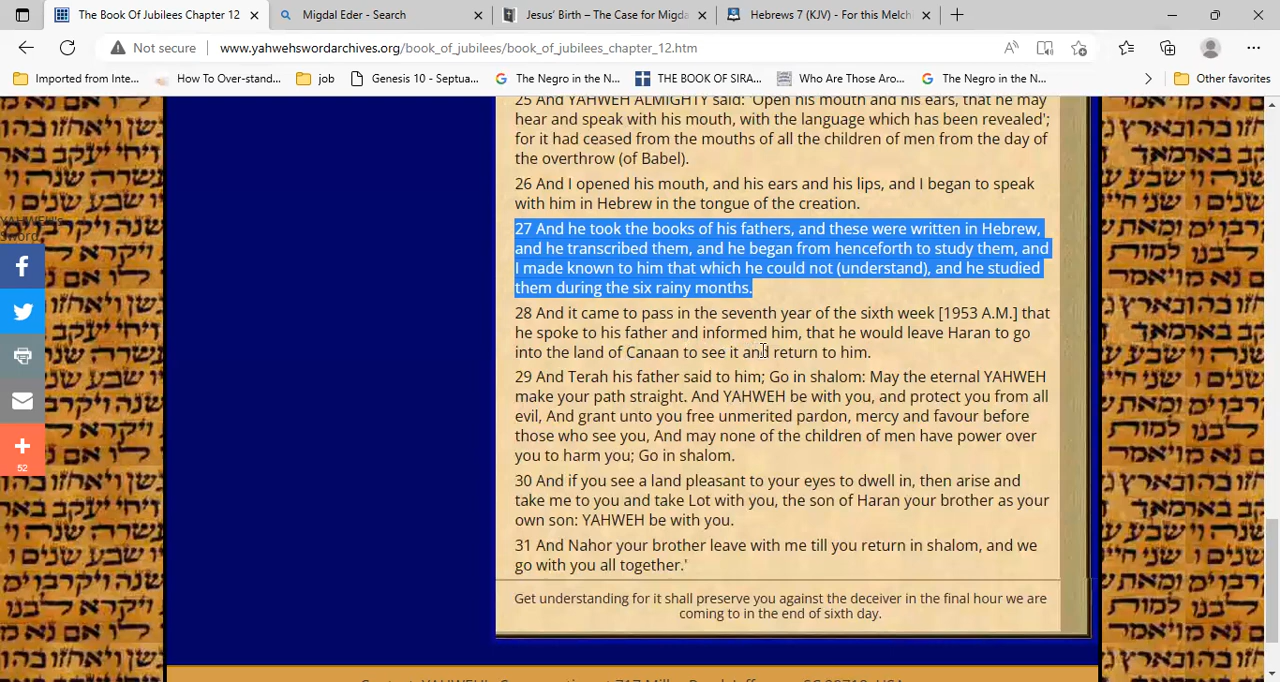 The Book Of Jubilees Chapter 12
Migdal Eder - Search
Jesus' Birth – The Case for Migda
Hebrews 7 (KJV) - For this Melch
Not secure
www.yahwehswordarchives.org/book_of_jubilees/book_of_jubilees_chapter_12.htm
Imported from Inte...
How To Over-stand...
job
Genesis 10 - Septua...
The Negro in the N...
THE BOOK OF SIRA...
Who Are Those Aro...
The Negro in the N...
Other favorites
25 And YAHWEH ALMIGHTY said: 'Open his mouth and his ears, that he may
hear and speak with his mouth, with the language which has been revealed';
for it had ceased from the mouths of all the children of men from the day of
the overthrow (of Babel).
26 And I opened his mouth, and his ears and his lips, and I began to speak
with him in Hebrew in the tongue of the creation.
27 And he took the books of his fathers, and these were written in Hebrew,
and he transcribed them, and he began from henceforth to study them, and
I made known to him that which he could not (understand), and he studied
them during the six rainy months.
28 And it came to pass in the seventh year of the sixth week [1953 A.M.] that
he spoke to his father and informed him, that he would leave Haran to go
into the land of Canaan to see it and return to him.
29 And Terah his father said to him; Go in shalom: May the eternal YAHWEH
make your path straight. And YAHWEH be with you, and protect you from all
evil, And grant unto you free unmerited pardon, mercy and favour before
those who see you, And may none of the children of men have power over
you to harm you; Go in shalom.
30 And if you see a land pleasant to your eyes to dwell in, then arise and
take me to you and take Lot with you, the son of Haran your brother as your
own son: YAHWEH be with you.
31 And Nahor your brother leave with me till you return in shalom, and we
go with you all together.'
Get understanding for it shall preserve you against the deceiver in the final hour we are
coming to in the end of sixth day.
YAHWEH's
Sword
52